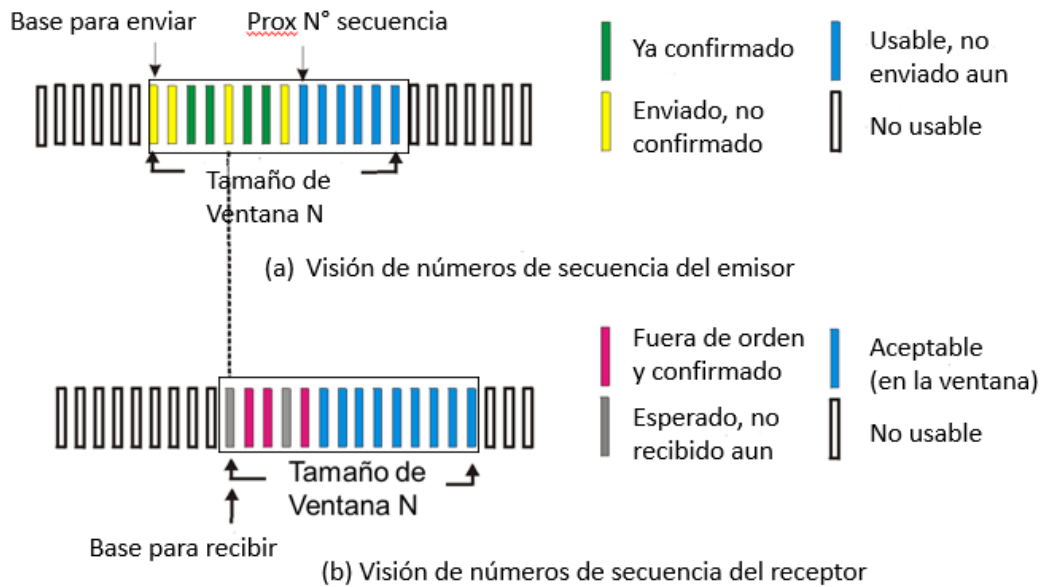 Base para enviar
Prox N° secuencia
Tamaño de
Ventana N
Ya confirmado
Enviado, no
confirmado
Usable, no
enviado aun
No usable
(a) Visión de números de secuencia del emisor
Fuera de orden
y confirmado
Esperado, no
recibido aun
Aceptable
(en la ventana)
No usable
Tamaño de
Ventana N
Base para recibir
(b) Visión de números de secuencia del receptor